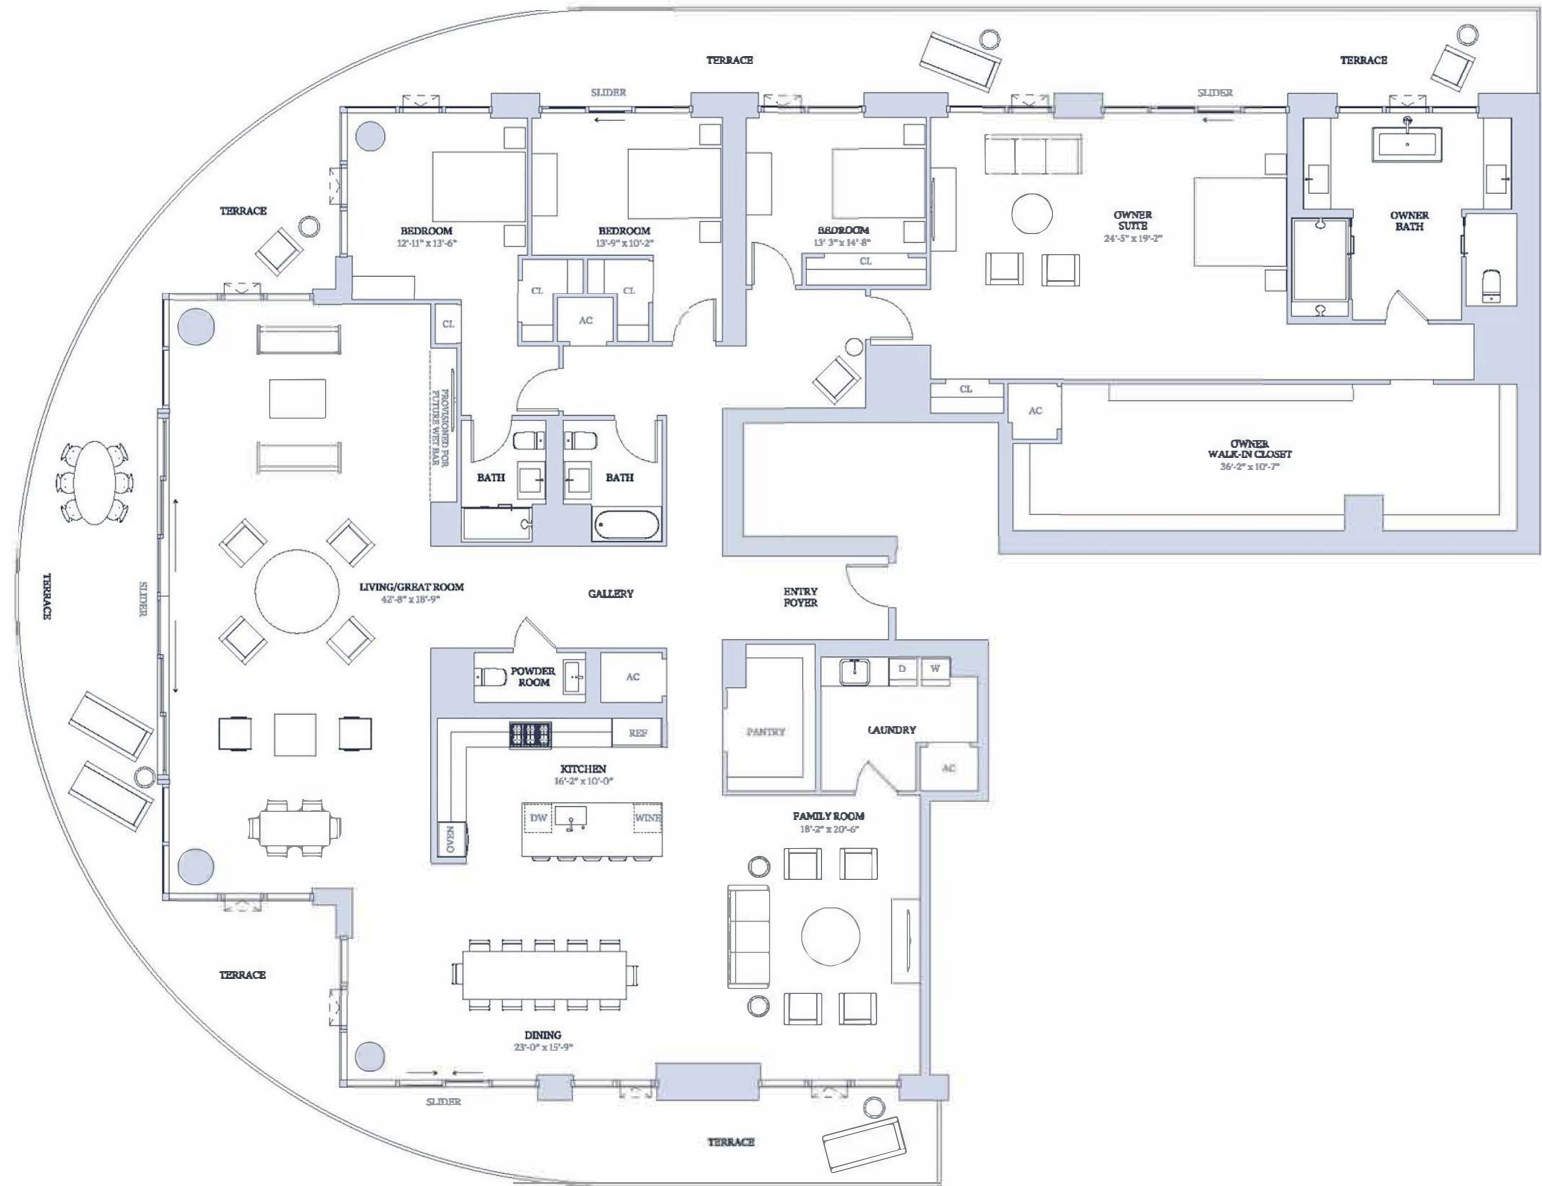 TERRACE
TERRACE
SLIDER
SLIDER
TERRACE
BEDROOM
12'-11" x 13'-6"
BEDROOM
13'-9" x 10'-2"
BEDROOM
13' 3" x 14'-8"
OWNER
SUITE
24'-5" x 19'-2"
OWNER
BATH
CL
CL
CL
AC
CL
PROVISIONED FOR
FUTURE WET BAR
CL
AC
OWNER
WALK-IN CLOSET
36'-2" x 10'-7"
BATH
BATH
TERRACE
SLIDER
LIVING/GREAT ROOM
42'-8" x 18'-9"
GALLERY
ENTRY
FOYER
POWDER
ROOM
AC
D
W
REF
PANTRY
LAUNDRY
AC
KITCHEN
16'-2" x 10'-0"
DW
WINE
OVEN
FAMILY ROOM
18'-2" x 20'-6"
TERRACE
DINING
23'-0" x 15'-9"
SLIDER
TERRACE